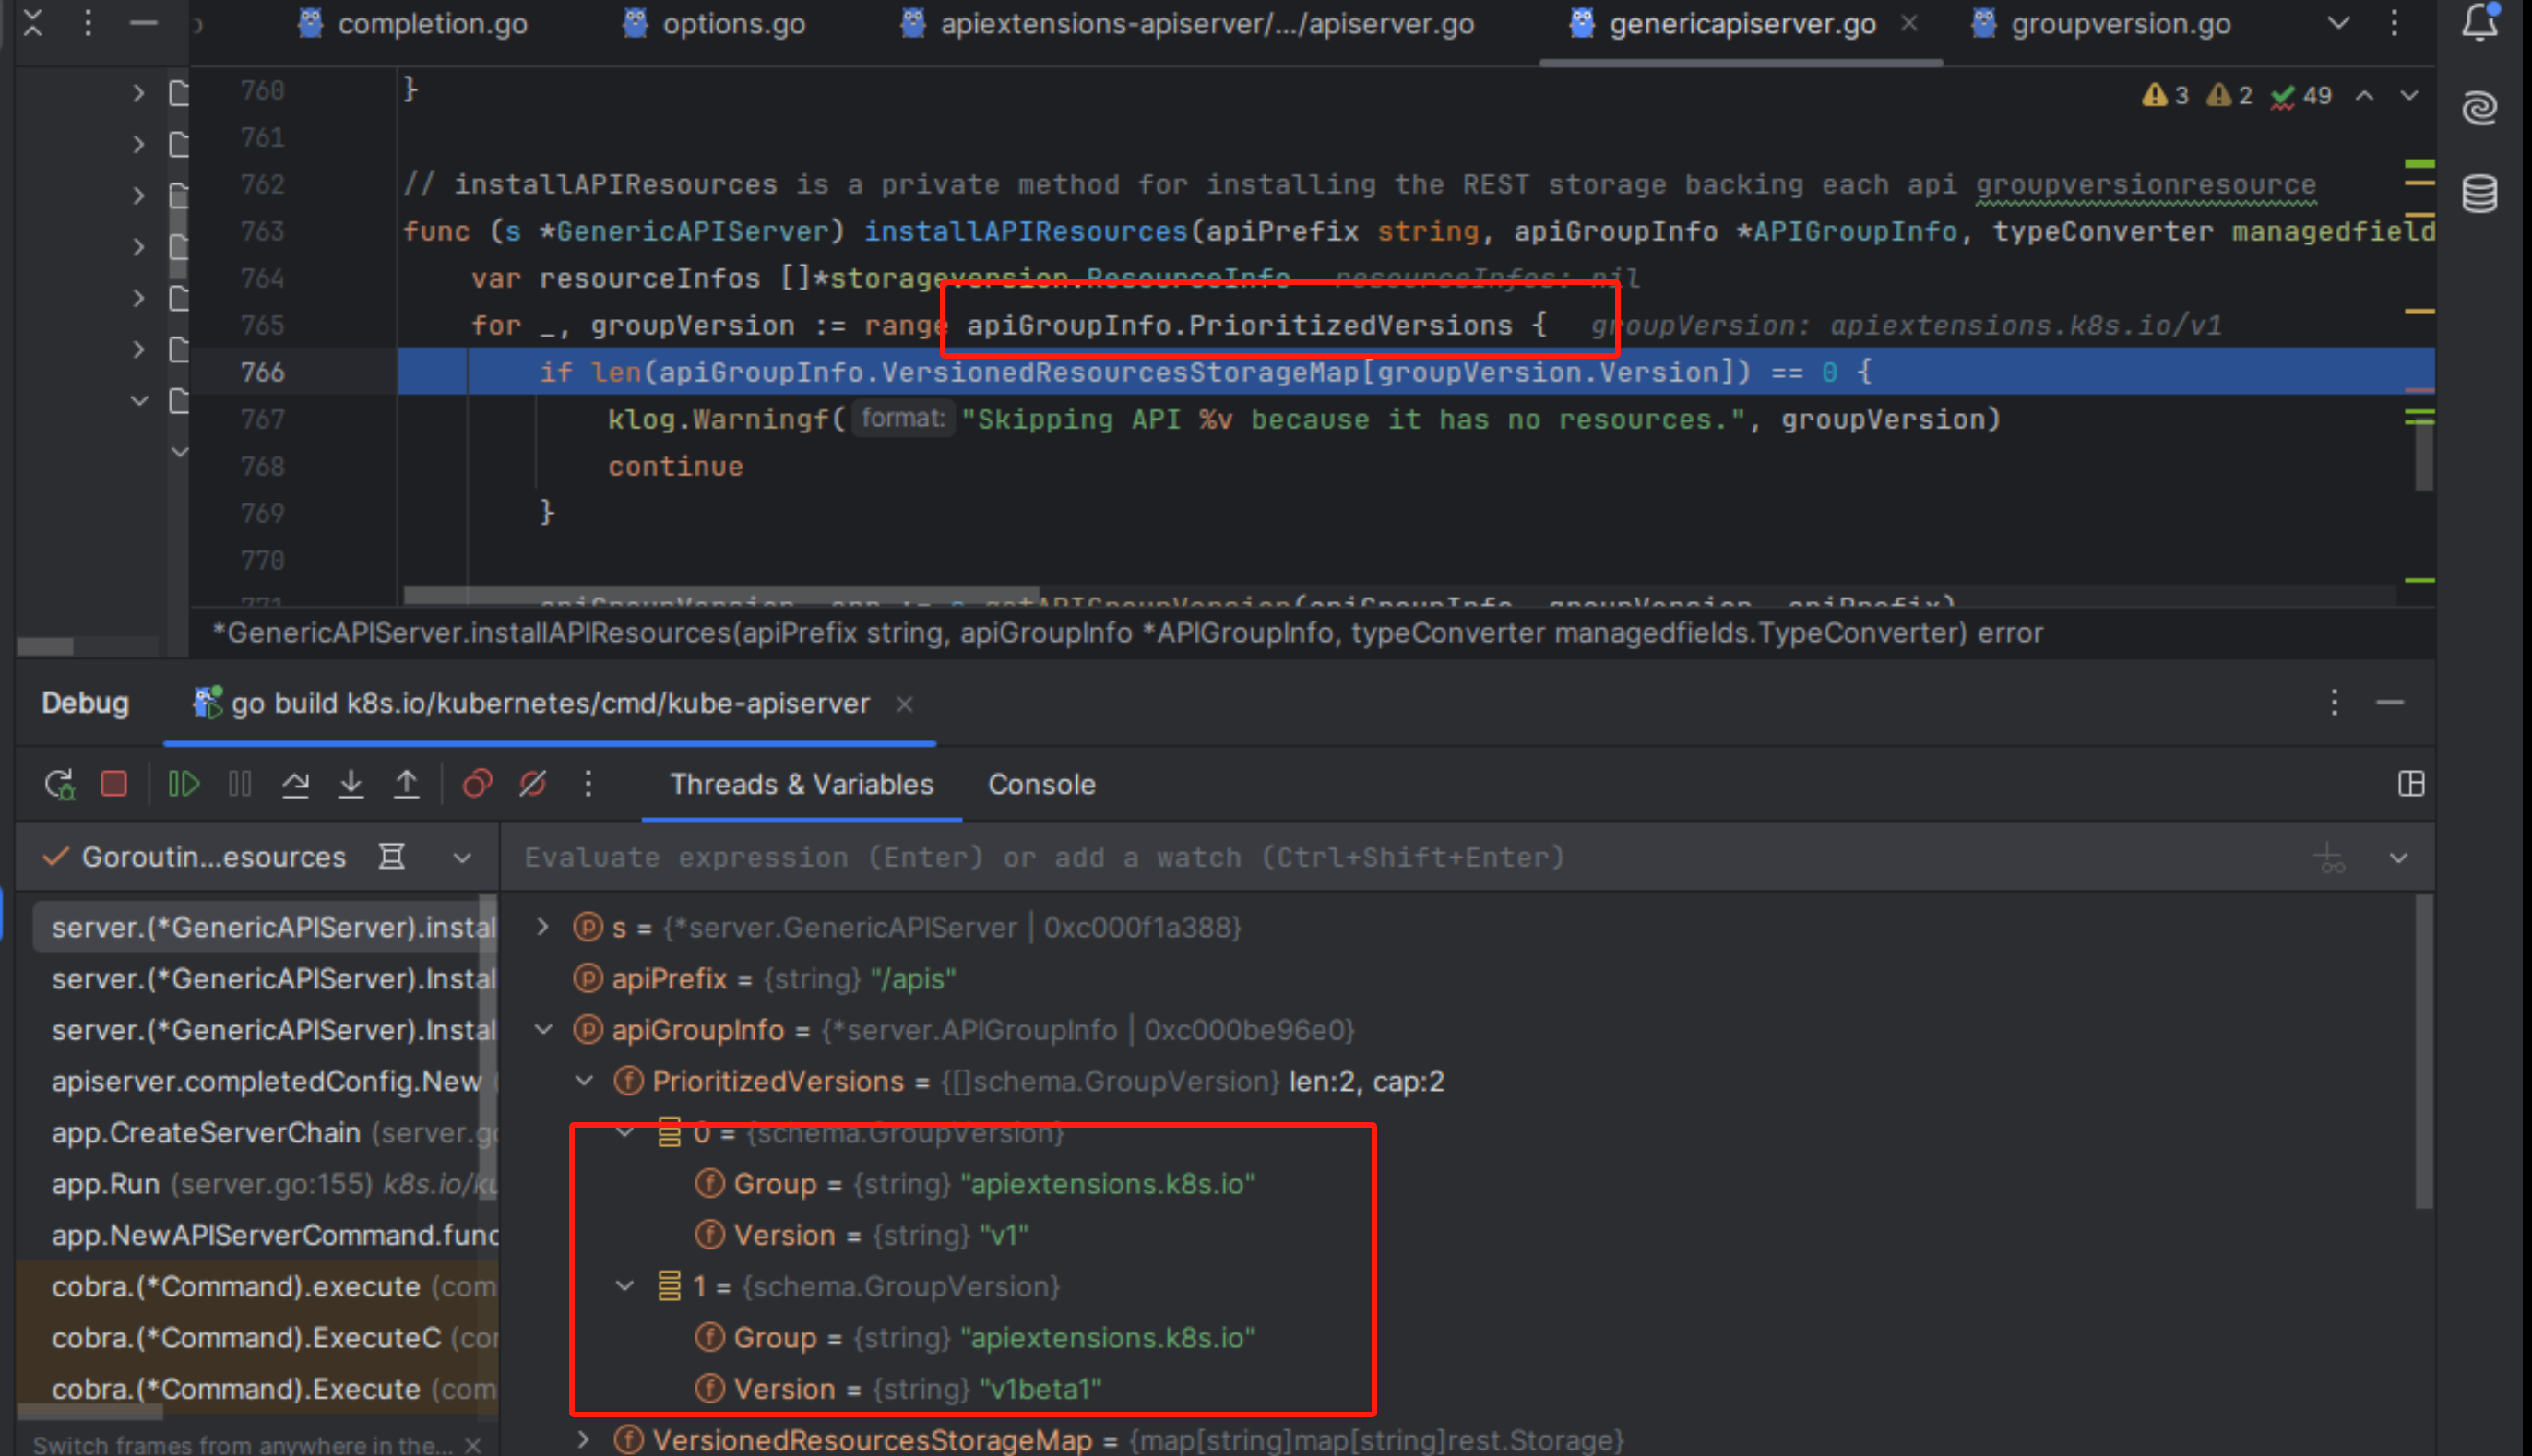 completion.go options.go apiextensions-apiserver/.../apiserver.go genericapiserver.go groupversion.go
760 }
3 2 49
761
762 // installAPIResources is a private method for installing the REST storage backing each api groupversionresource
763 func (s *GenericAPIServer) installAPIResources(apiPrefix string, apiGroupInfo *APIGroupInfo, typeConverter managedfield
764 var resourceInfos []*storageversion.ResourceInfo resourceInfos: nil
765 for _, groupVersion := range apiGroupInfo.PrioritizedVersions { groupVersion: apiextensions.k8s.io/v1
766 if len(apiGroupInfo.VersionedResourcesStorageMap[groupVersion.Version]) == 0 {
767 klog.Warningf( format: "Skipping API %v because it has no resources.", groupVersion)
768 continue
769 }
770
771 apiGroupVersion, err := s.getAPIGroupVersion(apiGroupInfo, groupVersion, apiPrefix)
*GenericAPIServer.installAPIResources(apiPrefix string, apiGroupInfo *APIGroupInfo, typeConverter managedfields.TypeConverter) error
Debug go build k8s.io/kubernetes/cmd/kube-apiserver
Threads & Variables Console
Goroutin...esources
Evaluate expression (Enter) or add a watch (Ctrl+Shift+Enter)
server.(*GenericAPIServer).instal
server.(*GenericAPIServer).Instal
server.(*GenericAPIServer).Instal
apiserver.completedConfig.New (
app.CreateServerChain (server.go
app.Run (server.go:155) k8s.io/ku
app.NewAPIServerCommand.func
cobra.(*Command).execute (com
cobra.(*Command).ExecuteC (cor
cobra.(*Command).Execute (com
Switch frames from anywhere in the...
s = {*server.GenericAPIServer | 0xc000f1a388}
apiPrefix = {string} "/apis"
apiGroupInfo = {*server.APIGroupInfo | 0xc000be96e0}
PrioritizedVersions = {[]schema.GroupVersion} len:2, cap:2
0 = {schema.GroupVersion}
Group = {string} "apiextensions.k8s.io"
Version = {string} "v1"
1 = {schema.GroupVersion}
Group = {string} "apiextensions.k8s.io"
Version = {string} "v1beta1"
VersionedResourcesStorageMap = {map[string]map[string]rest.Storage}